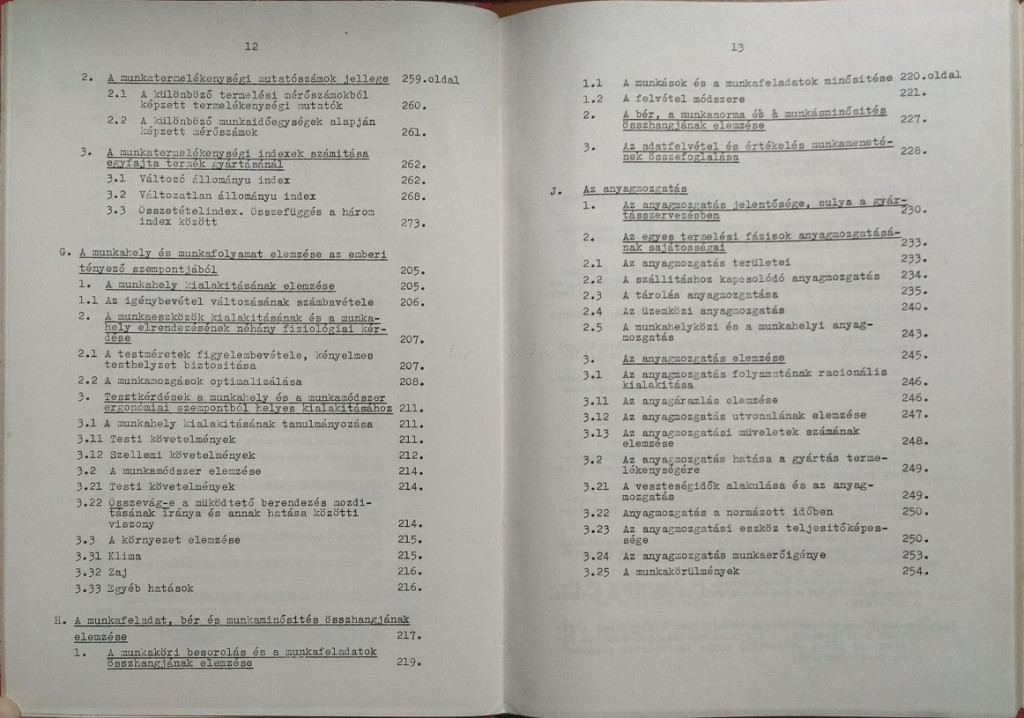 12
2. A munkatermelékenységi mutatószámok jellege 259.oldal
2.1 A különböző termelési mérőszámokból
képzett termelékenységi mutatók 260.
2.2 A különböző munkaidőegységek alapján
képzett mérőszámok 261.
3. A munkatermelékenységi indexek számitása
egyfajta termék gyártásánál 262.
3.1 Változó állományu index 262.
3.2 Változatlan állományu index 268.
3.3 Összetételindex. Összefüggés a három
index között 273.
G. A munkahely és munkafolyamat elemzése az emberi
tényező szempontjából 205.
1. A munkahely kialakitásának elemzése 205.
1.1 Az igénybevétel változásának számbavétele 206.
2. A munkaeszközök kialakitásának és a munka-
hely elrendezésének néhány fiziológiai kér-
dése 207.
2.1 A testméretek figyelembevétele, kényelmes
testhelyzet biztositása 207.
2.2 A munkamozgások optimalizálása 208.
3. Tesztkérdések a munkahely és a munkamódszer
ergonómiai szempontból helyes kialakitásához 211.
3.1 A munkahely kialakitásának tanulmányozása 211.
3.11 Testi követelmények 211.
3.12 Szellemi követelmények 212.
3.2 A munkamódszer elemzése 214.
3.21 Testi követelmények 214.
3.22 Összevág-e a müködtető berendezés mozdi-
tásának iránya és annak hatása közötti
viszony 214.
3.3 A környezet elemzése 215.
3.31 Klima 215.
3.32 Zaj 216.
3.33 Egyéb hatások 216.
H. A munkafeladat, bér és munkaminősités összhangjának
elemzése 217.
1. A munkaköri besorolás és a munkafeladatok
összhangjának elemzése 219.
13
1.1 A munkások és a munkafeladatok minősitése 220.oldal
1.2 A felvétel módszere 221.
2. A bér, a munkanorma és a munkásminősités
összhangjának elemzése 227.
3. Az adatfelvétel és értékelés munkameneté-
nek összefoglalása 228.
J. Az anyagmozgatás
1. Az anyagmozgatás jelentősége, sulya a gyár-
tásszervezésben 230.
2. Az egyes termelési fázisok anyagmozgatásá-
nak sajátosságai 233.
2.1 Az anyagmozgatás területei 233.
2.2 A szállitáshoz kapcsolódó anyagmozgatás 234.
2.3 A tárolás anyagmozgatása 235.
2.4 Az üzemközi anyagmozgatás 240.
2.5 A munkahelyközi és a munkahelyi anyag-
mozgatás 243.
3. Az anyagmozgatás elemzése 245.
3.1 Az anyagmozgatás folyamatának racionális
kialakitása 246.
3.11 Az anyagáramlás elemzése 246.
3.12 Az anyagmozgatás utvonalának elemzése 247.
3.13 Az anyagmozgatási müveletek számának
elemzése 248.
3.2 Az anyagmozgatás hatása a gyártás terme-
lékenységére 249.
3.21 A veszteségidők alakulása és az anyag-
mozgatás 249.
3.22 Anyagmozgatás a normázott időben 250.
3.23 Az anyagmozgatási eszköz teljesitőképes-
sége 250.
3.24 Az anyagmozgatás munkaerőigénye 253.
3.25 A munkakörülmények 254.